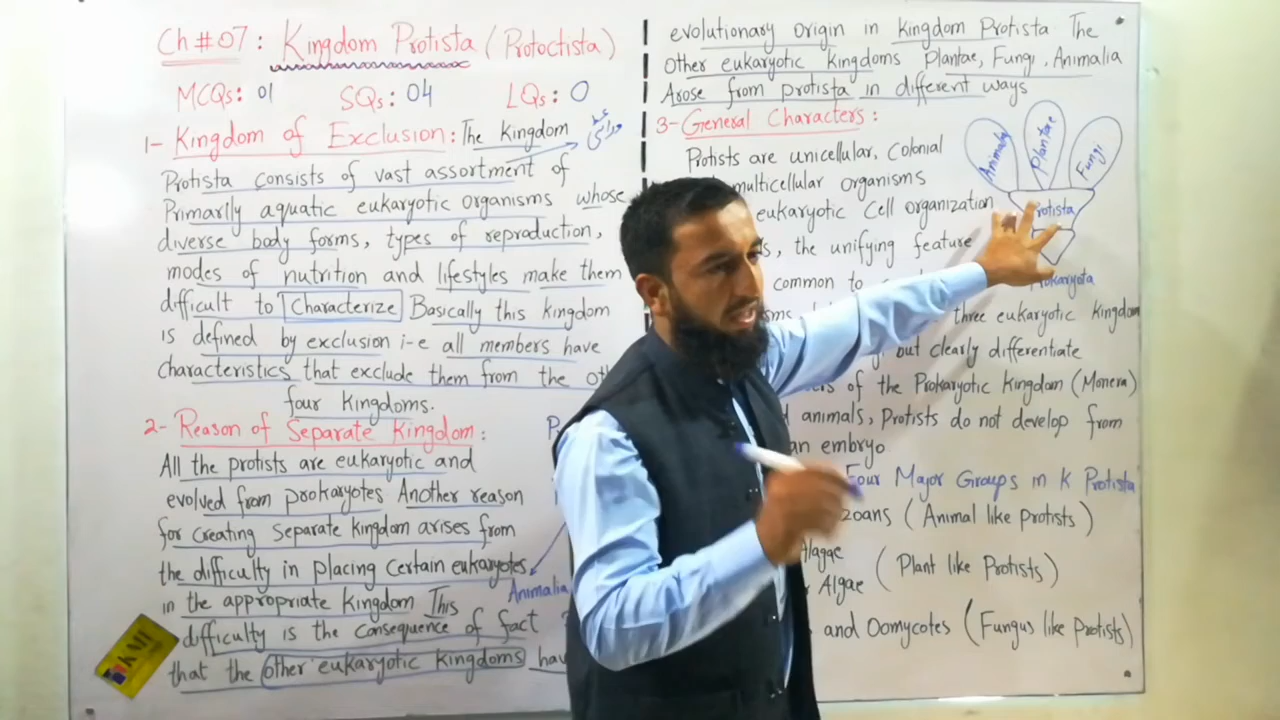 Ch # 07 : Kingdom Protista (Protoctista)
MCQs: 01 SQs: 04 LQs: 0
1- Kingdom of Exclusion: The Kingdom
Protista consists of vast assortment of
Primarily aquatic eukaryotic organisms whose
diverse body forms, types of reproduction,
modes of nutrition and lifestyles make them
difficult to Characterize Basically this kingdom
is defined by exclusion i-e all members have
characteristics that exclude them from the
four kingdoms.
2- Reason of Separate Kingdom:
All the protists are eukaryotic and
evolved from prokaryotes Another reason
for creating separate kingdom arises from
the difficulty in placing certain eukaryotes
in the appropriate Kingdom This
difficulty is the consequence of fact
that the other eukaryotic kingdoms
Animalia
KMI
evolutionary origin in kingdom Protista The
other eukaryotic kingdoms Plantae, Fungi, Animalia
Arose from protista in different ways
3- General Characters:
Protists are unicellular, Colonial
multicellular organisms
eukaryotic Cell organization
the unifying feature
common to
three eukaryotic kingdom
but clearly differentiate
of the Prokaryotic Kingdom (Monera)
animals, Protists do not develop from
an embryo
Animalia
Plantae
Fungi
Four Major Groups in K Protista
(Animal like Protists)
Alagae
Algae
(Plant like Protists)
and Oomycotes (Fungus like Protists)